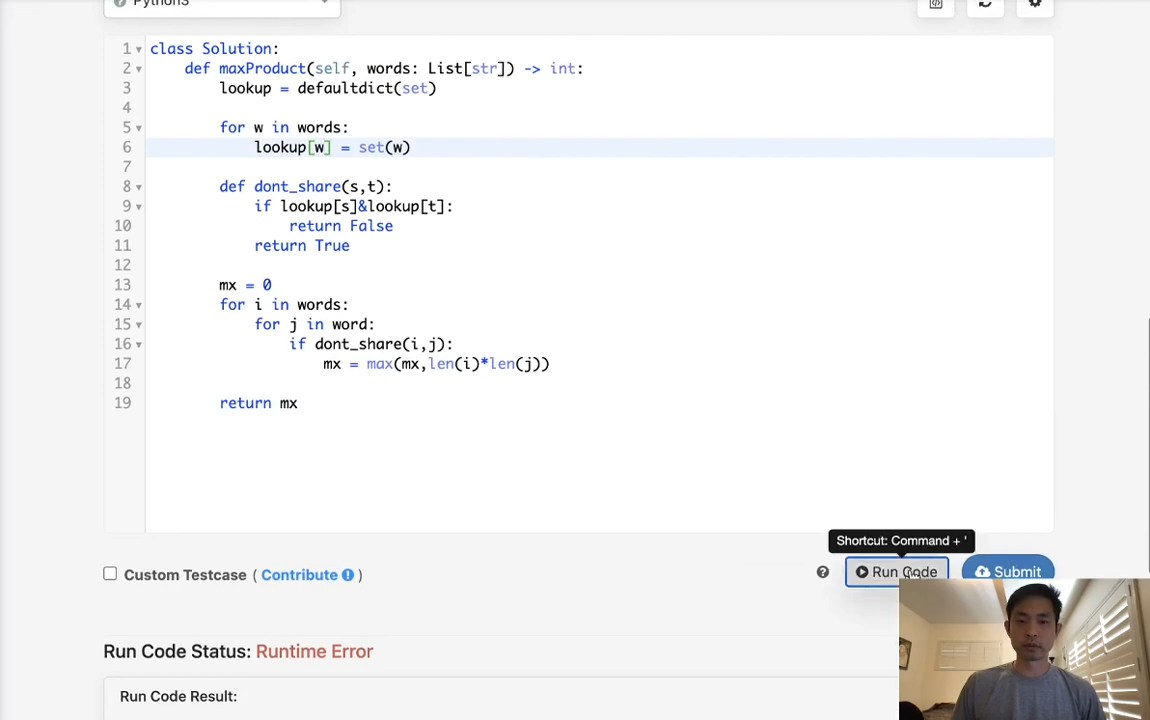 Python3
1 class Solution:
2 def maxProduct(self, words: List[str]) -> int:
3 lookup = defaultdict(set)
4
5 for w in words:
6 lookup[w] = set(w)
7
8 def dont_share(s,t):
9 if lookup[s]&lookup[t]:
10 return False
11 return True
12
13 mx = 0
14 for i in words:
15 for j in word:
16 if dont_share(i,j):
17 mx = max(mx,len(i)*len(j))
18
19 return mx
Shortcut: Command + '
Custom Testcase ( Contribute )
Run Code
Submit
Run Code Status: Runtime Error
Run Code Result: